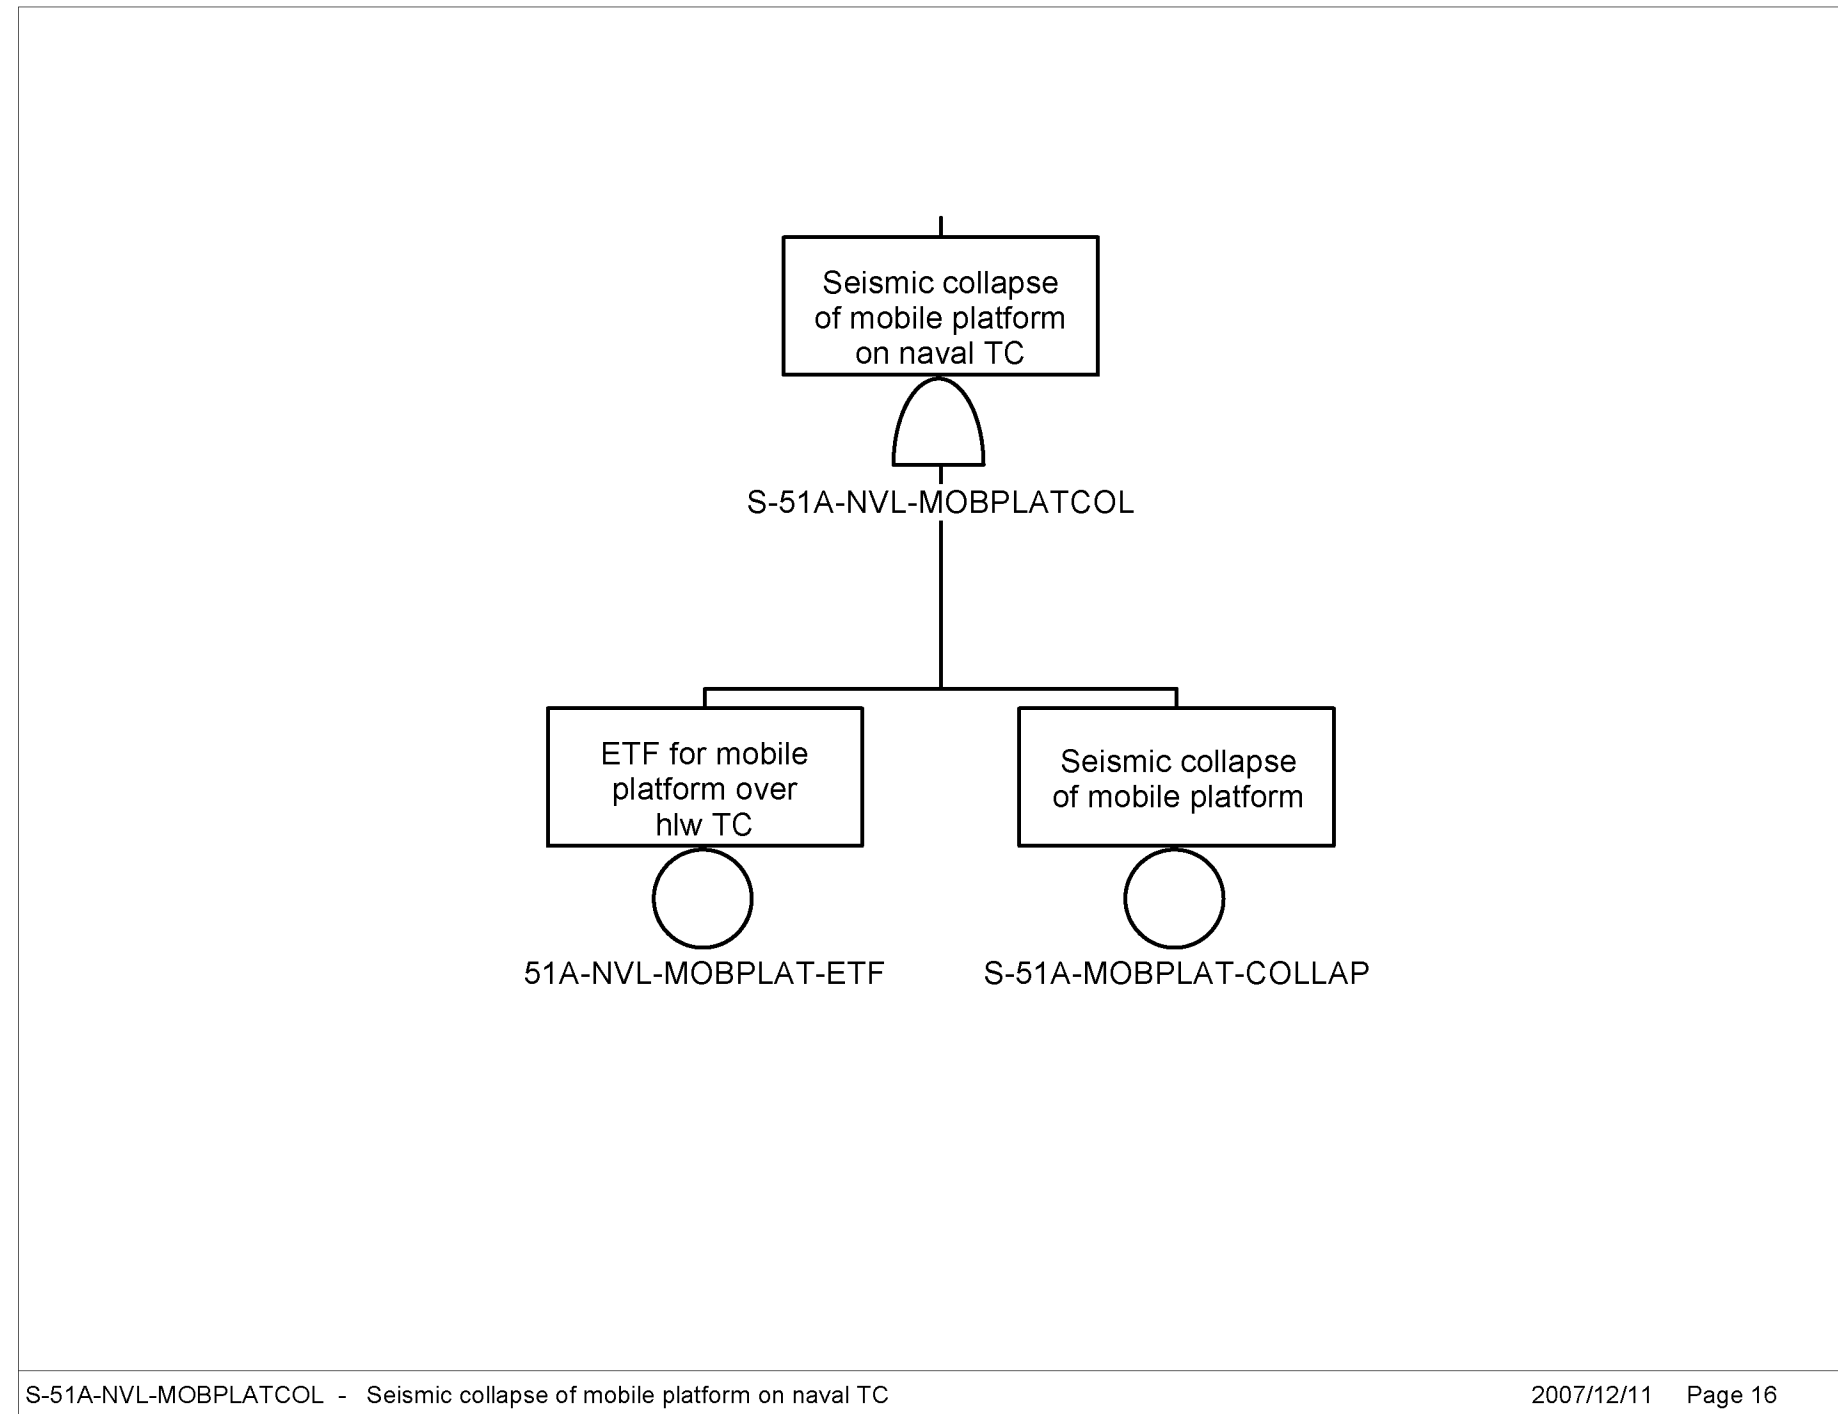 Seismic collapse
of mobile platform
on naval TC
S-51A-NVL-MOBPLATCOL
ETF for mobile
platform over
hlw TC
51A-NVL-MOBPLAT-ETF
Seismic collapse
of mobile platform
S-51A-MOBPLAT-COLLAP
S-51A-NVL-MOBPLATCOL - Seismic collapse of mobile platform on naval TC
2007/12/11 Page 16